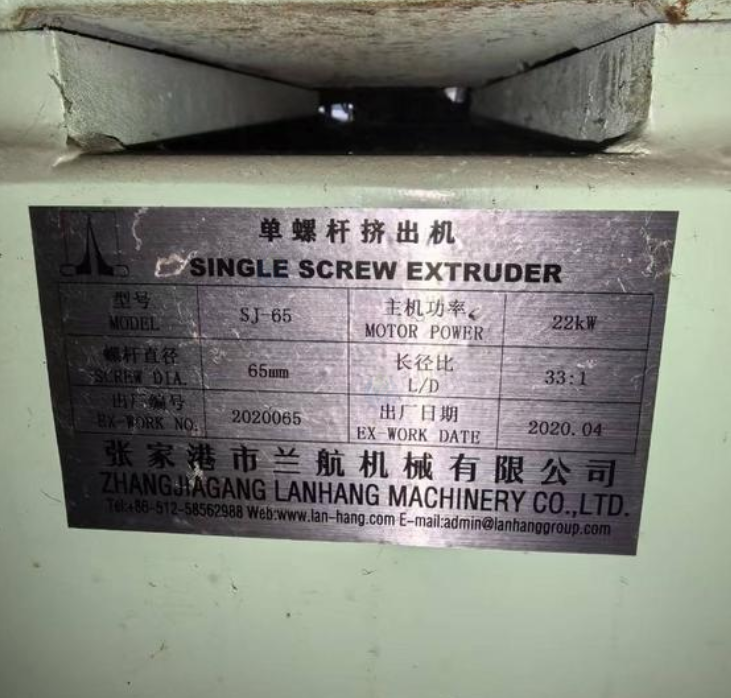 单螺杆挤出机
SINGLE SCREW EXTRUDER
型号 SJ-65 主机功率 22kW
MODEL MOTOR POWER
螺杆直径 65mm 长径比 33:1
SCREW DIA. L/D
出厂编号 2020065 出厂日期 2020.04
EX-WORK NO. EX-WORK DATE
张家港市兰航机械有限公司
ZHANGJIAGANG LANHANG MACHINERY CO.,LTD.
Tel:+86-512-58562988 Web:www.lan-hang.com E-mail:admin@lanhanggroup.com